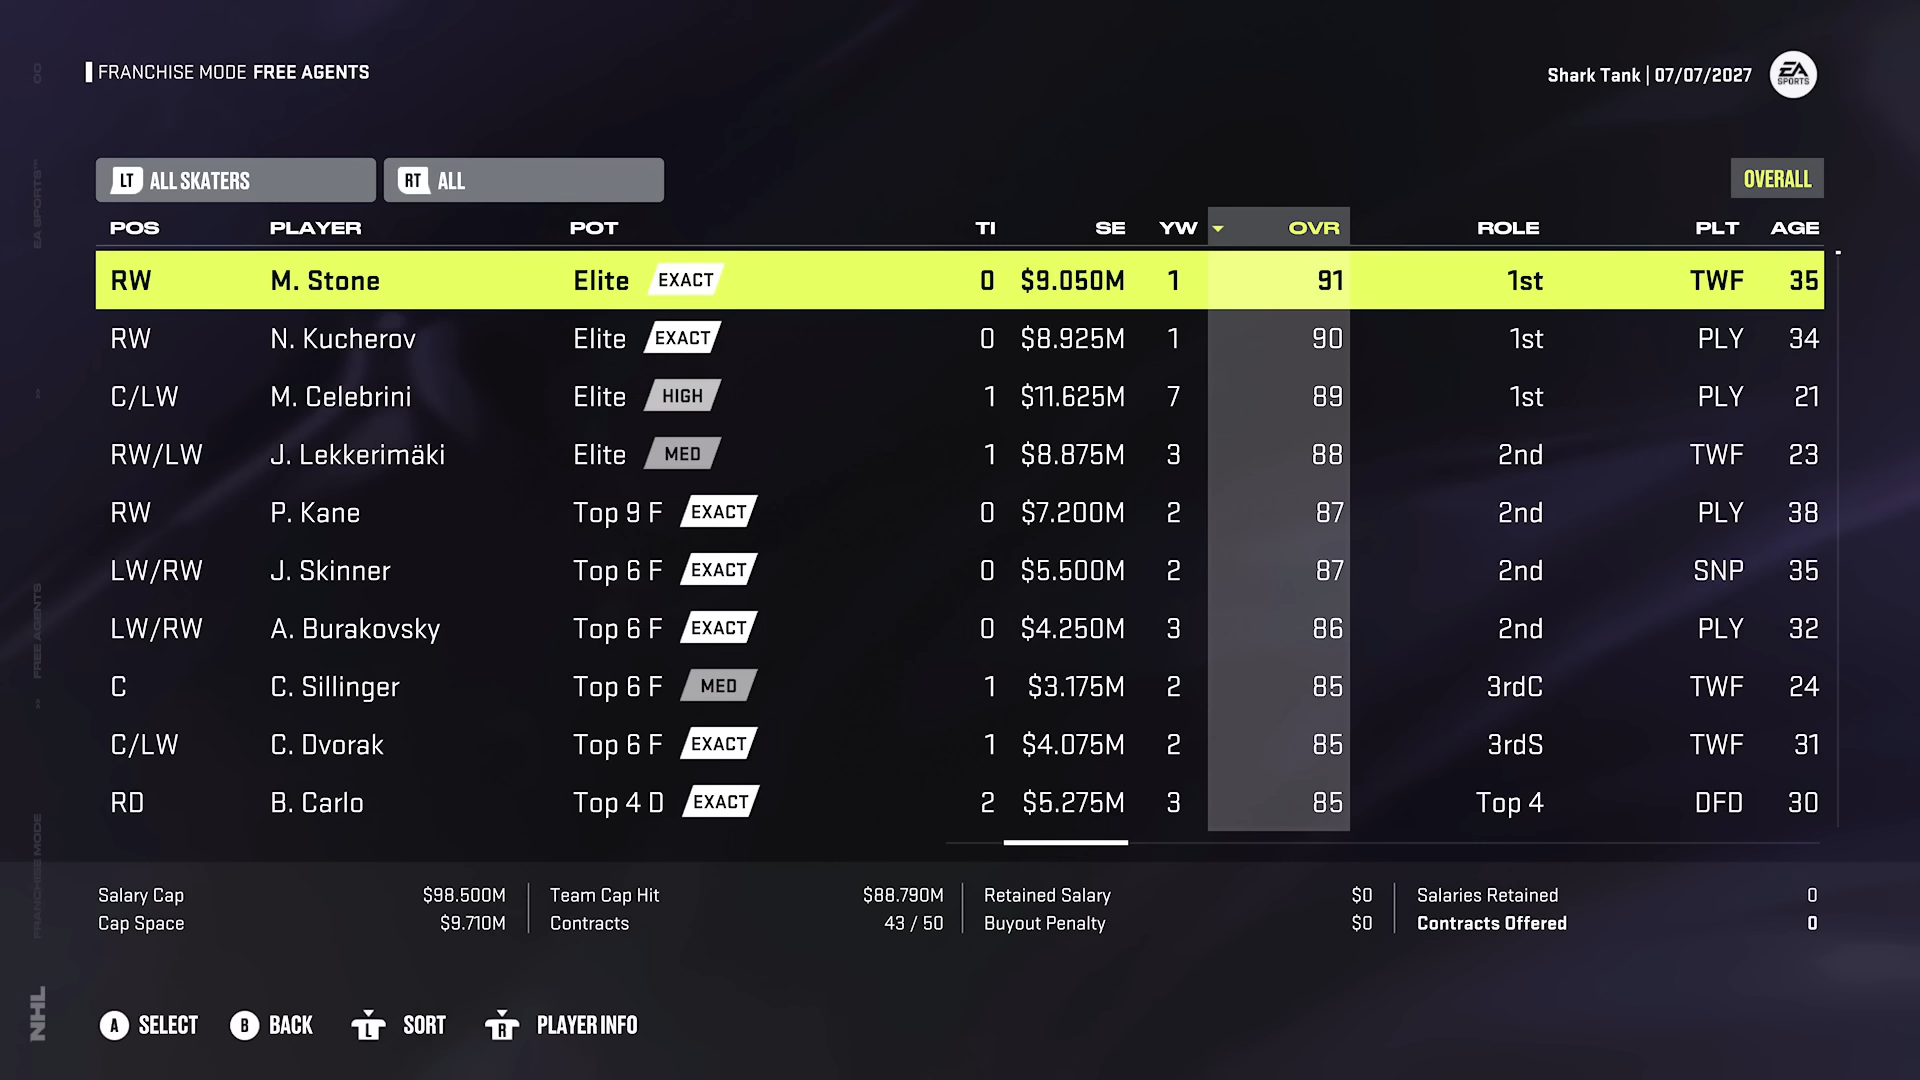 FRANCHISE MODE FREE AGENTS
Shark Tank | 07/07/2027
EA SPORTS
LT ALL SKATERS
RT ALL
OVERALL
POS PLAYER POT TI SE YW OVR ROLE PLT AGE
RW M. Stone Elite EXACT 0 $9.050M 1 91 1st TWF 35
RW N. Kucherov Elite EXACT 0 $8.925M 1 90 1st PLY 34
C/LW M. Celebrini Elite HIGH 1 $11.625M 7 89 1st PLY 21
RW/LW J. Lekkerimäki Elite MED 1 $8.875M 3 88 2nd TWF 23
RW P. Kane Top 9 F EXACT 0 $7.200M 2 87 2nd PLY 38
LW/RW J. Skinner Top 6 F EXACT 0 $5.500M 2 87 2nd SNP 35
LW/RW A. Burakovsky Top 6 F EXACT 0 $4.250M 3 86 2nd PLY 32
C C. Sillinger Top 6 F MED 1 $3.175M 2 85 3rdC TWF 24
C/LW C. Dvorak Top 6 F EXACT 1 $4.075M 2 85 3rdS TWF 31
RD B. Carlo Top 4 D EXACT 2 $5.275M 3 85 Top 4 DFD 30
Salary Cap $98.500M Team Cap Hit $88.790M Retained Salary $0 Salaries Retained 0
Cap Space $9.710M Contracts 43 / 50 Buyout Penalty $0 Contracts Offered 0
A SELECT B BACK L SORT R PLAYER INFO
NHL
FRANCHISE MODE
FREE AGENTS
EA SPORTS™